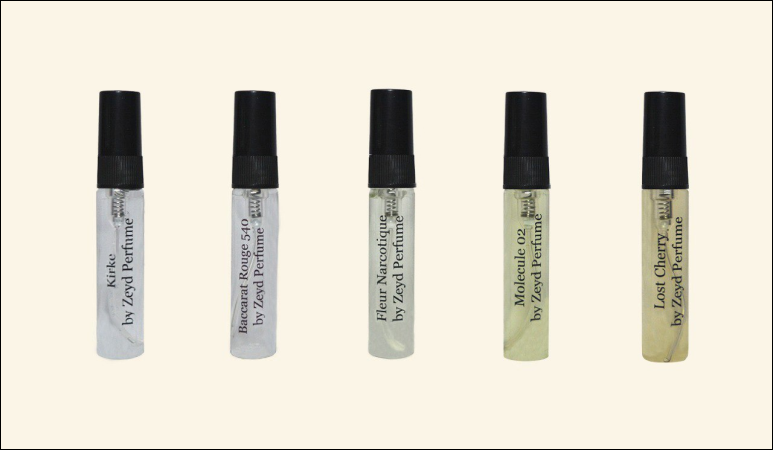 Kirke
by Zeyd Perfume
Baccarat Rouge 540
by Zeyd Perfume
Fleur Narcotique
by Zeyd Perfume
Molecule 02
by Zeyd Perfume
Lost Cherry
by Zeyd Perfume